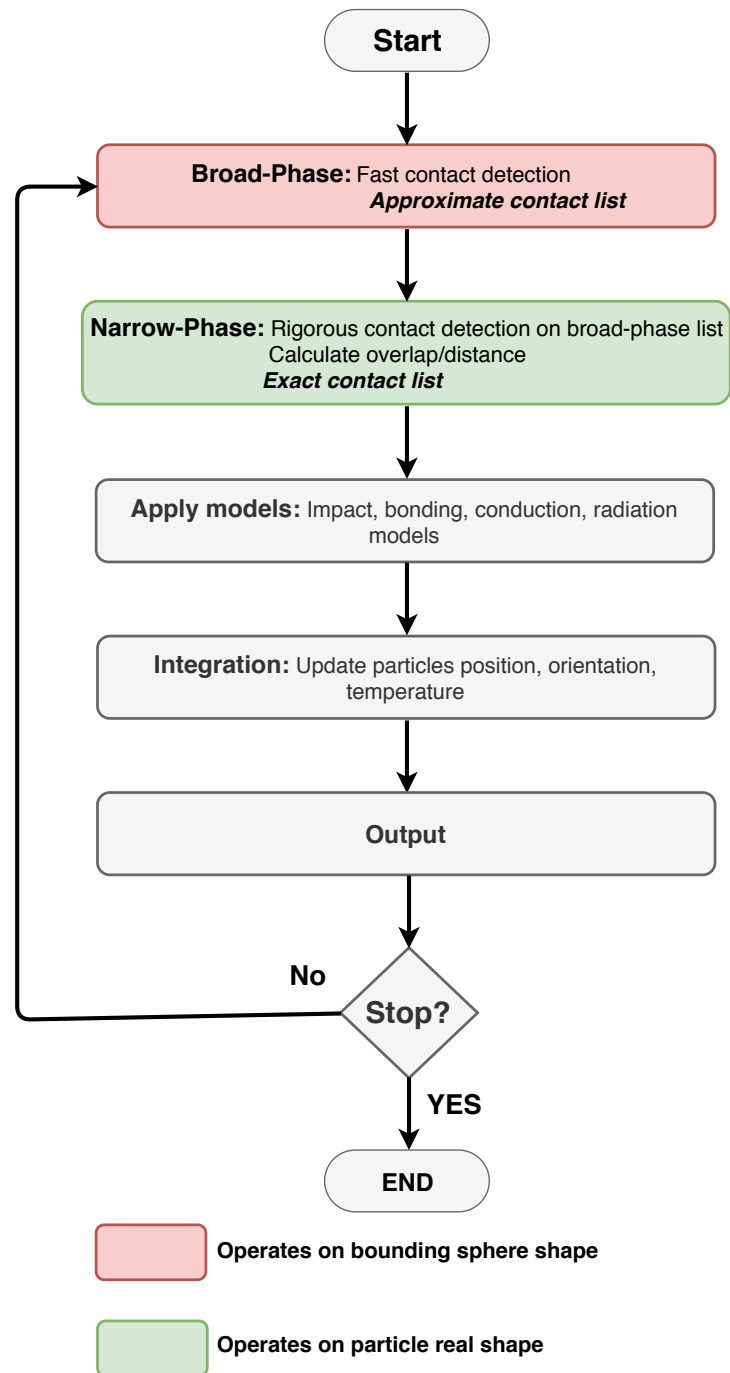 Start
Broad-Phase: Fast contact detection
Approximate contact list
Narrow-Phase: Rigorous contact detection on broad-phase list
Calculate overlap/distance
Exact contact list
Apply models: Impact, bonding, conduction, radiation
models
Integration: Update particles position, orientation,
temperature
Output
No
Stop?
YES
END
Operates on bounding sphere shape
Operates on particle real shape